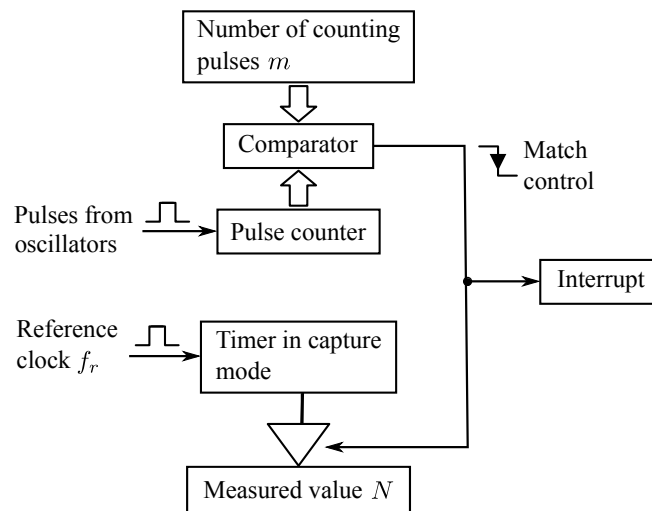 Number of counting
pulses m
Comparator
Match
control
Pulses from
oscillators
Pulse counter
Interrupt
Reference
clock f_r
Timer in capture
mode
Measured value N